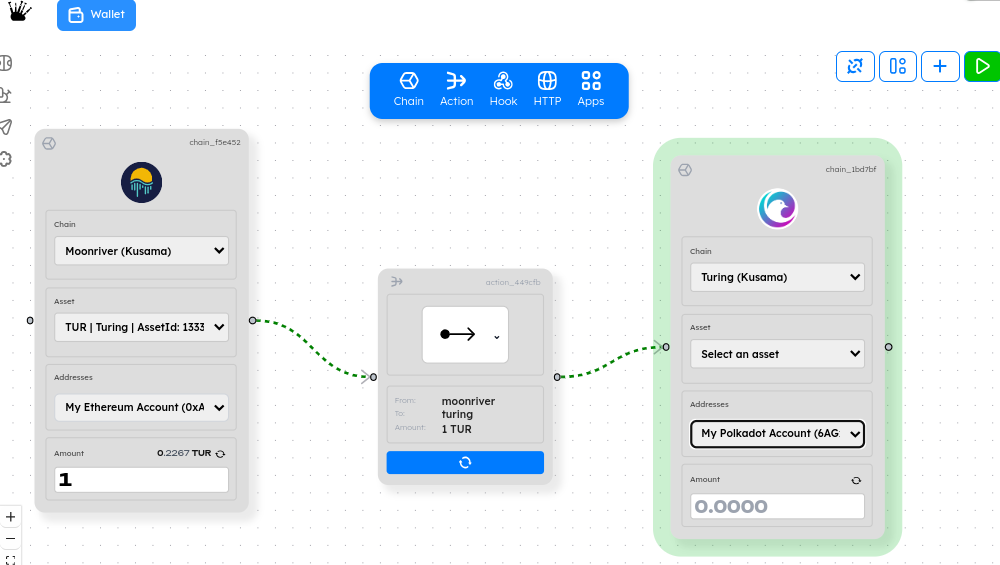 Wallet
Chain
Action
Hook
HTTP
Apps
chain_f5e452
Chain
Moonriver (Kusama)
Asset
TUR | Turing | AssetId: 1333
Addresses
My Ethereum Account (0xA
Amount
0.2267 TUR
1
action_449cfb
From: moonriver
To: turing
Amount: 1 TUR
chain_1bd7bf
Chain
Turing (Kusama)
Asset
Select an asset
Addresses
My Polkadot Account (6AG
Amount
0.0000